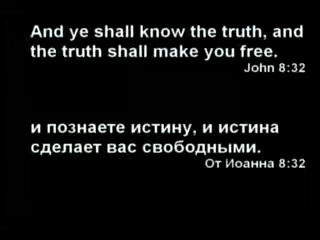 And ye shall know the truth, and
the truth shall make you free.
John 8:32
и познаете истину, и истина
сделает вас свободными.
От Иоанна 8:32